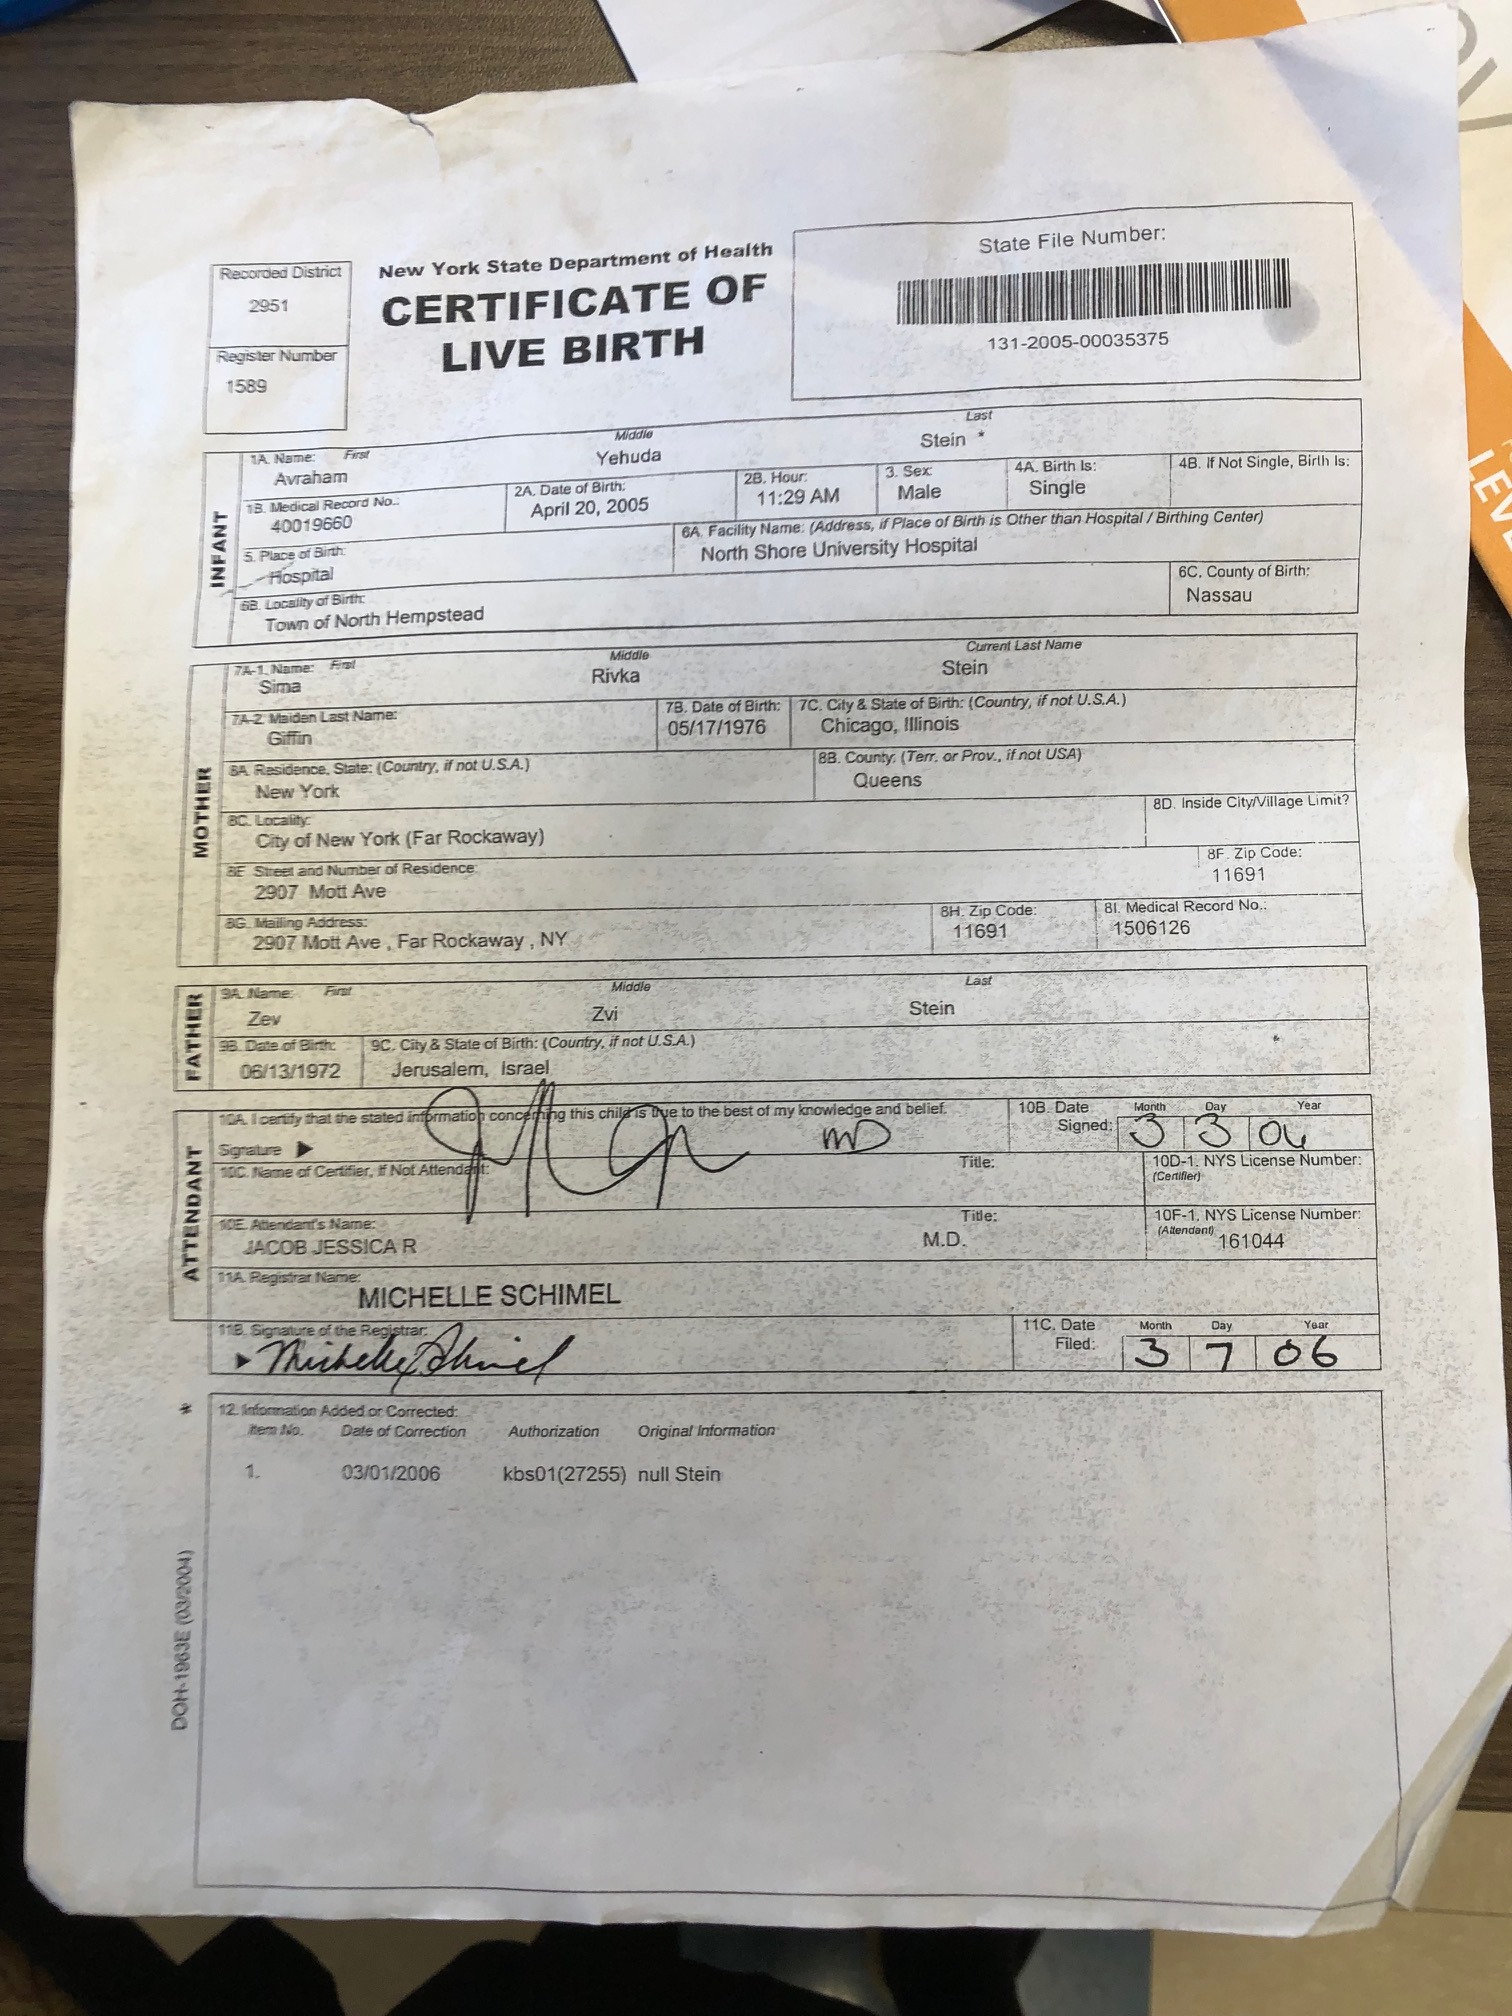 Recorded District
2951
Register Number
1589
New York State Department of Health
CERTIFICATE OF
LIVE BIRTH
State File Number:
131-2005-00035375
INFANT
1A. Name: First Middle Last
Avraham Yehuda Stein *
1B. Medical Record No.: 2A. Date of Birth: 2B. Hour: 3. Sex: 4A. Birth Is: 4B. If Not Single, Birth Is:
40019660 April 20, 2005 11:29 AM Male Single
5. Place of Birth: 6A. Facility Name: (Address, if Place of Birth is Other than Hospital / Birthing Center)
Hospital North Shore University Hospital
6B. Locality of Birth: 6C. County of Birth:
Town of North Hempstead Nassau
MOTHER
7A-1. Name: First Middle Current Last Name
Sima Rivka Stein
7A-2. Maiden Last Name: 7B. Date of Birth: 7C. City & State of Birth: (Country, if not U.S.A.)
Giffin 05/17/1976 Chicago, Illinois
8A. Residence, State: (Country, if not U.S.A.) 8B. County: (Terr. or Prov., if not USA)
New York Queens
8C. Locality: 8D. Inside City/Village Limit?
City of New York (Far Rockaway)
8E Street and Number of Residence: 8F. Zip Code:
2907 Mott Ave 11691
8G. Mailing Address: 8H. Zip Code: 8I. Medical Record No.:
2907 Mott Ave , Far Rockaway , NY 11691 1506126
FATHER
9A. Name: First Middle Last
Zev Zvi Stein
9B. Date of Birth: 9C. City & State of Birth: (Country, if not U.S.A.)
06/13/1972 Jerusalem, Israel
ATTENDANT
10A. I certify that the stated information concerning this child is true to the best of my knowledge and belief. 10B. Date Signed: Month Day Year
Signature MD 3 3 06
10C. Name of Certifier, If Not Attendant: Title: 10D-1. NYS License Number: (Certifier)
10E. Attendant's Name: Title: 10F-1. NYS License Number: (Attendant)
JACOB JESSICA R M.D. 161044
11A. Registrar Name:
MICHELLE SCHIMEL
11B. Signature of the Registrar: 11C. Date Filed: Month Day Year
Michelle Schimel 3 7 06
* 12. Information Added or Corrected:
Item No. Date of Correction Authorization Original Information
1. 03/01/2006 kbs01(27255) null Stein
DOH-1963E (03/2004)